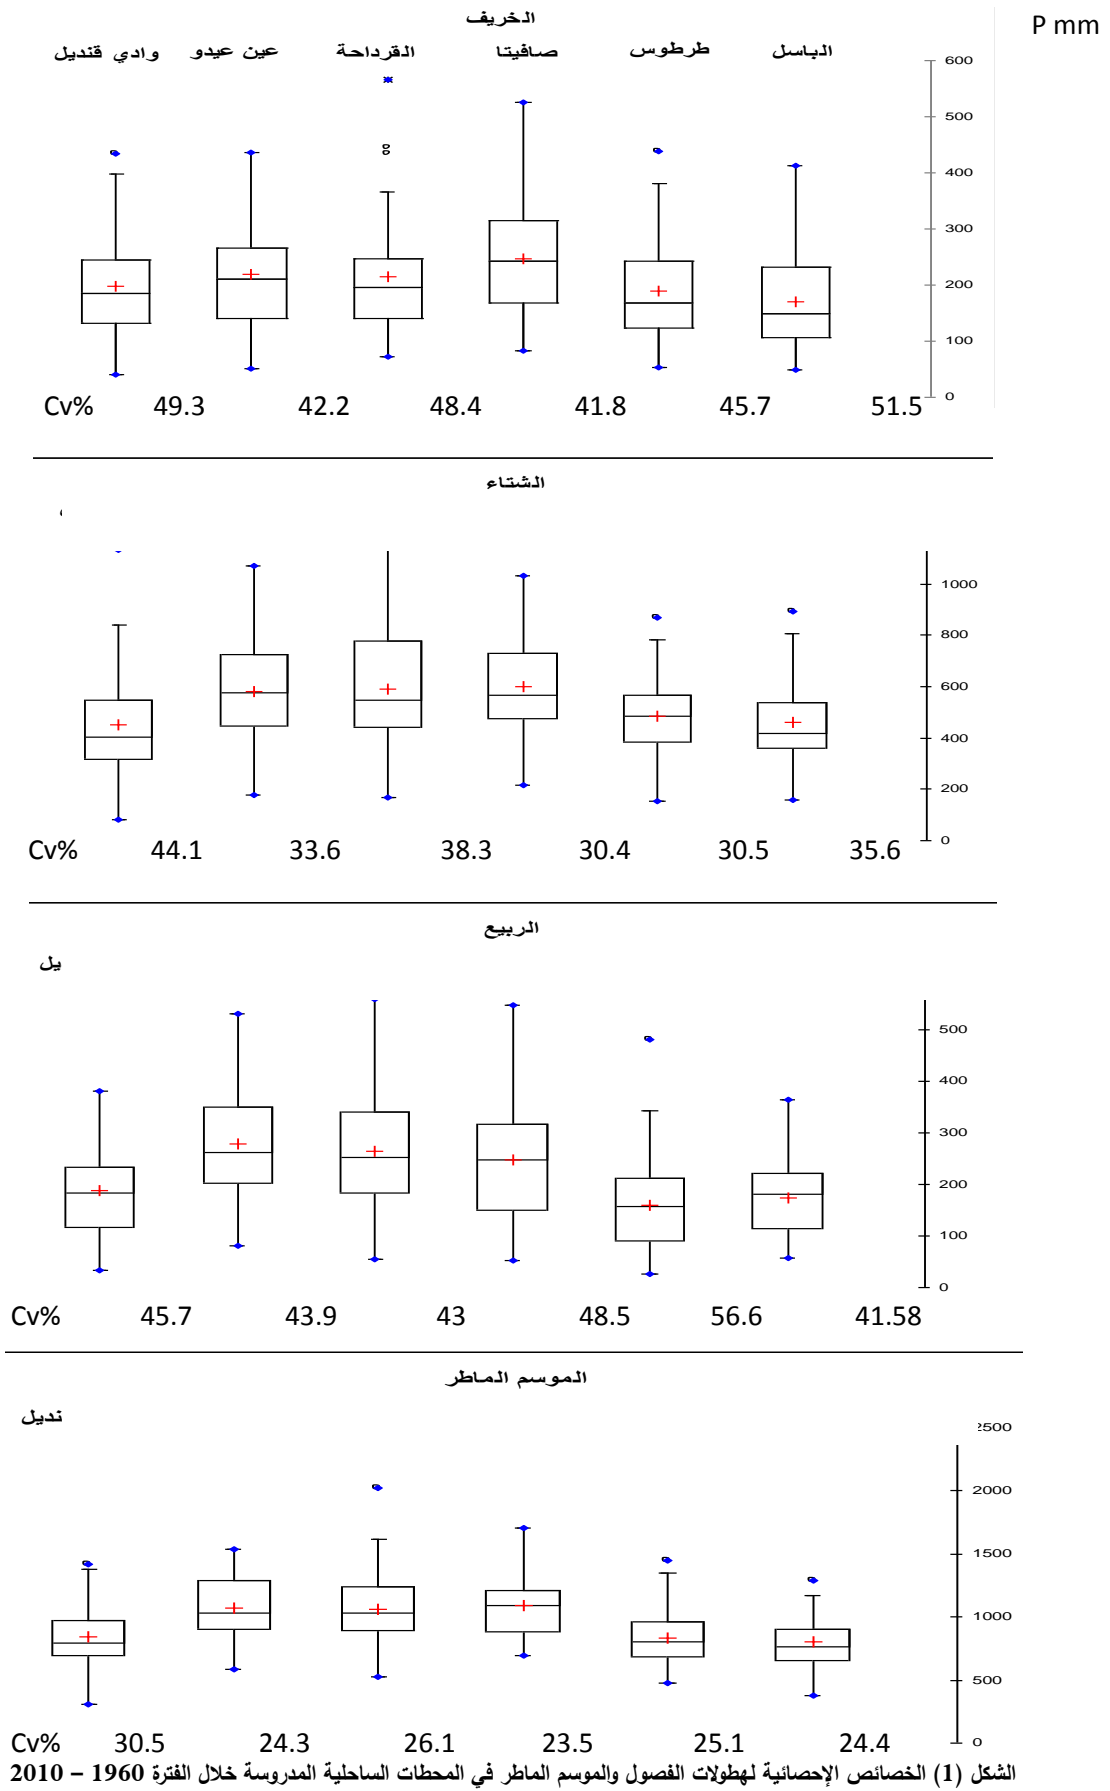 الخريف
P mm
وادي قنديل عين عيدو القرداحة صافيتا طرطوس الباسل
600
500
400
300
200
100
0
Cv% 49.3 42.2 48.4 41.8 45.7 51.5
الشتاء
1000
800
600
400
200
0
Cv% 44.1 33.6 38.3 30.4 30.5 35.6
الربيع
يل
500
400
300
200
100
0
Cv% 45.7 43.9 43 48.5 56.6 41.58
الموسم الماطر
نديل
2500
2000
1500
1000
500
0
Cv% 30.5 24.3 26.1 23.5 25.1 24.4
الشكل (1) الخصائص الإحصائية لهطولات الفصول والموسم الماطر في المحطات الساحلية المدروسة خلال الفترة 1960 – 2010